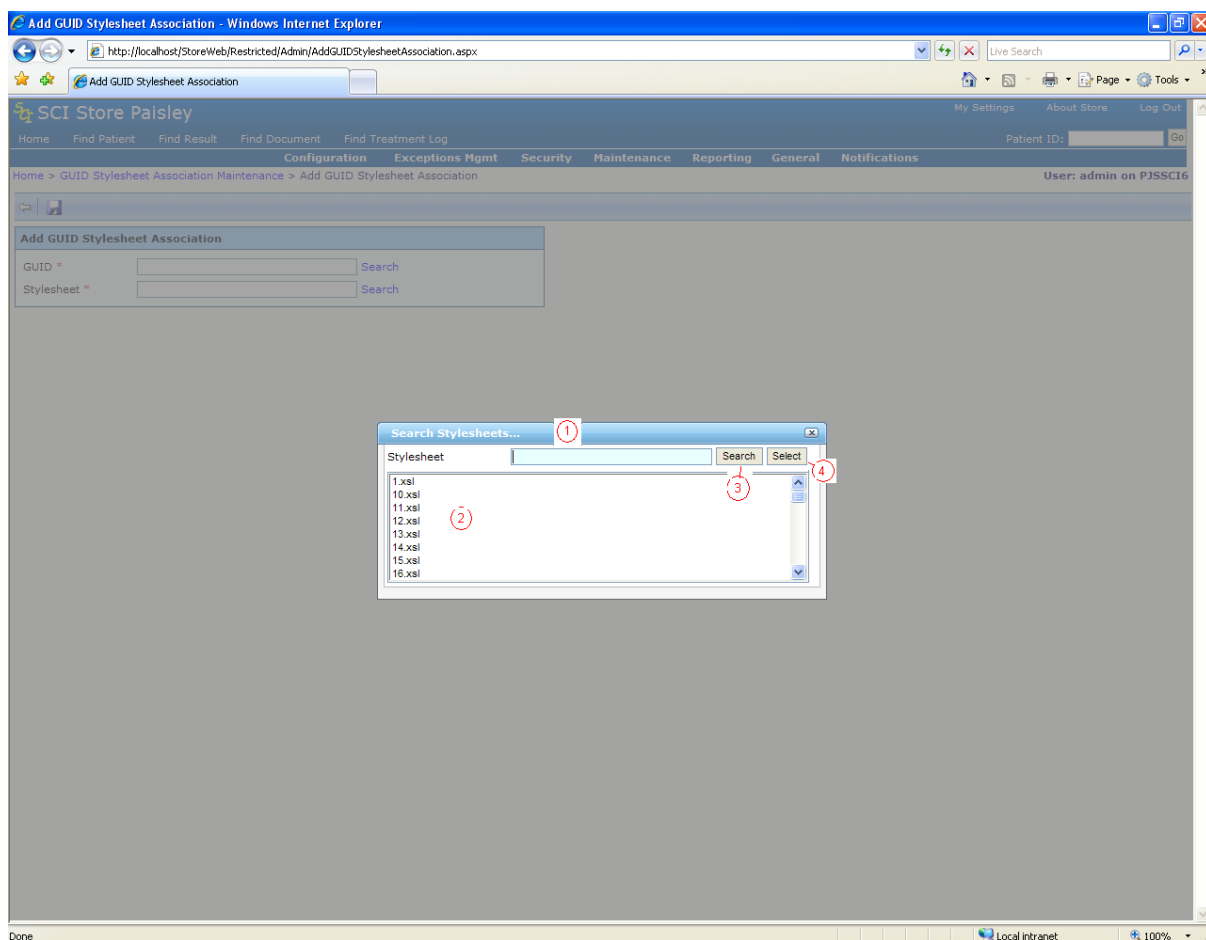 Add GUID Stylesheet Association - Windows Internet Explorer
http://localhost/StoreWeb/Restricted/Admin/AddGUIDStylesheetAssociation.aspx
Live Search
Add GUID Stylesheet Association
Page
Tools
SCI Store Paisley
My Settings About Store Log Out
Home Find Patient Find Result Find Document Find Treatment Log
Patient ID: Go
Configuration Exceptions Mgmt Security Maintenance Reporting General Notifications
Home > GUID Stylesheet Association Maintenance > Add GUID Stylesheet Association
User: admin on PJSSCI6
Add GUID Stylesheet Association
GUID * Search
Stylesheet * Search
Search Stylesheets... 1
Stylesheet Search Select
3 4
1.xsl
10.xsl
11.xsl
12.xsl 2
13.xsl
14.xsl
15.xsl
16.xsl
Done Local intranet 100%